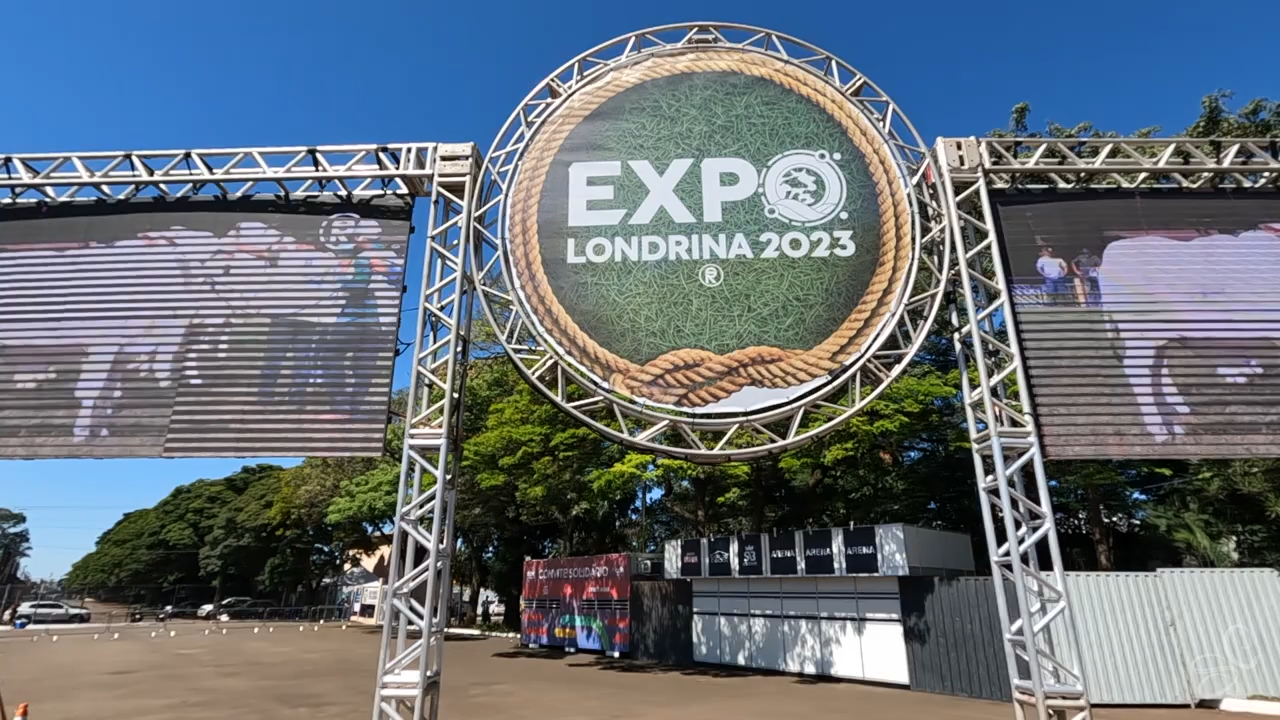 EXPO
LONDRINA 2023
®
CONVITE SOLIDÁRIO
ARENA
ARENA
ARENA